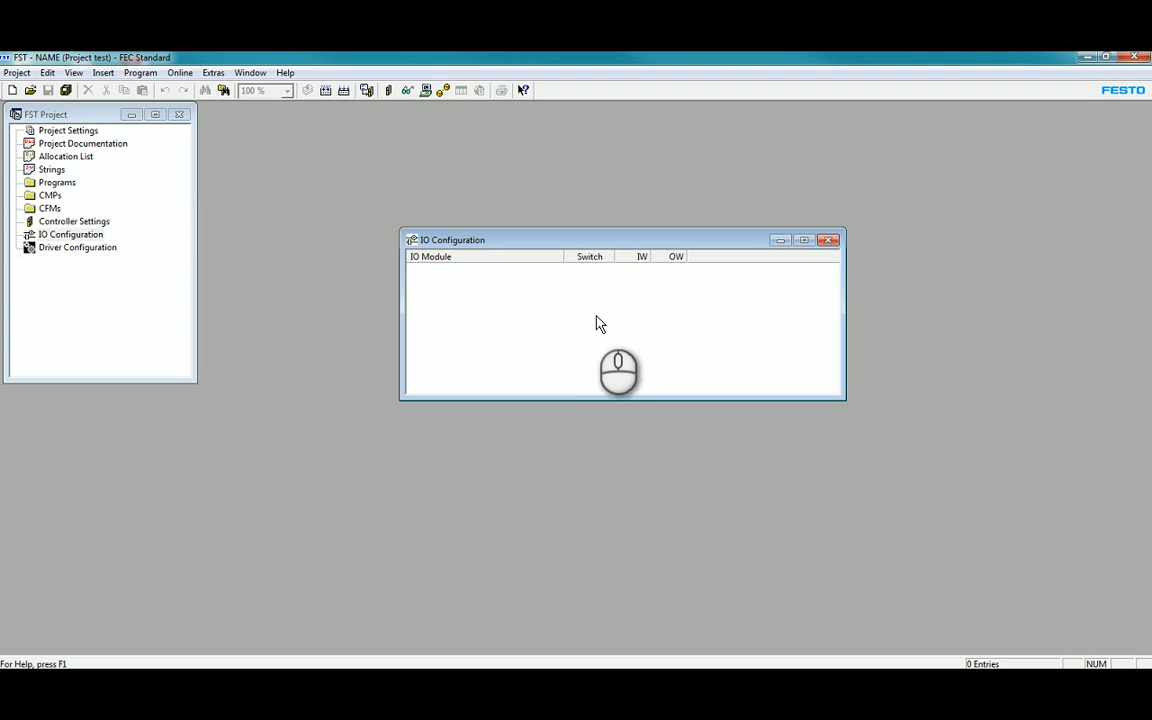 FST - NAME (Project test) - FEC Standard
Project Edit View Insert Program Online Extras Window Help
100 %
FESTO
FST Project
Project Settings
Project Documentation
Allocation List
Strings
Programs
CMPs
CFMs
Controller Settings
IO Configuration
Driver Configuration
IO Configuration
IO Module Switch IW OW
For Help, press F1
0 Entries
NUM